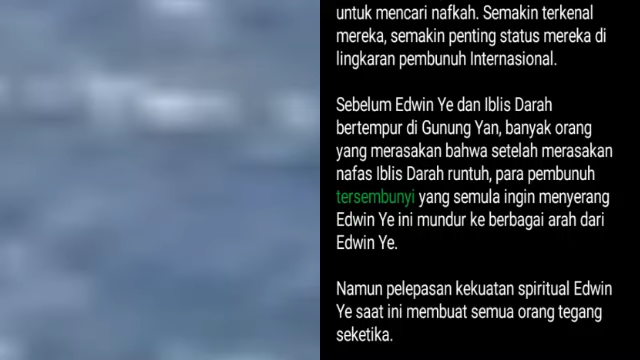 untuk mencari nafkah. Semakin terkenal
mereka, semakin penting status mereka di
lingkaran pembunuh Internasional.
Sebelum Edwin Ye dan Iblis Darah
bertempur di Gunung Yan, banyak orang
yang merasakan bahwa setelah merasakan
nafas Iblis Darah runtuh, para pembunuh
tersembunyi yang semula ingin menyerang
Edwin Ye ini mundur ke berbagai arah dari
Edwin Ye.
Namun pelepasan kekuatan spiritual Edwin
Ye saat ini membuat semua orang tegang
seketika.